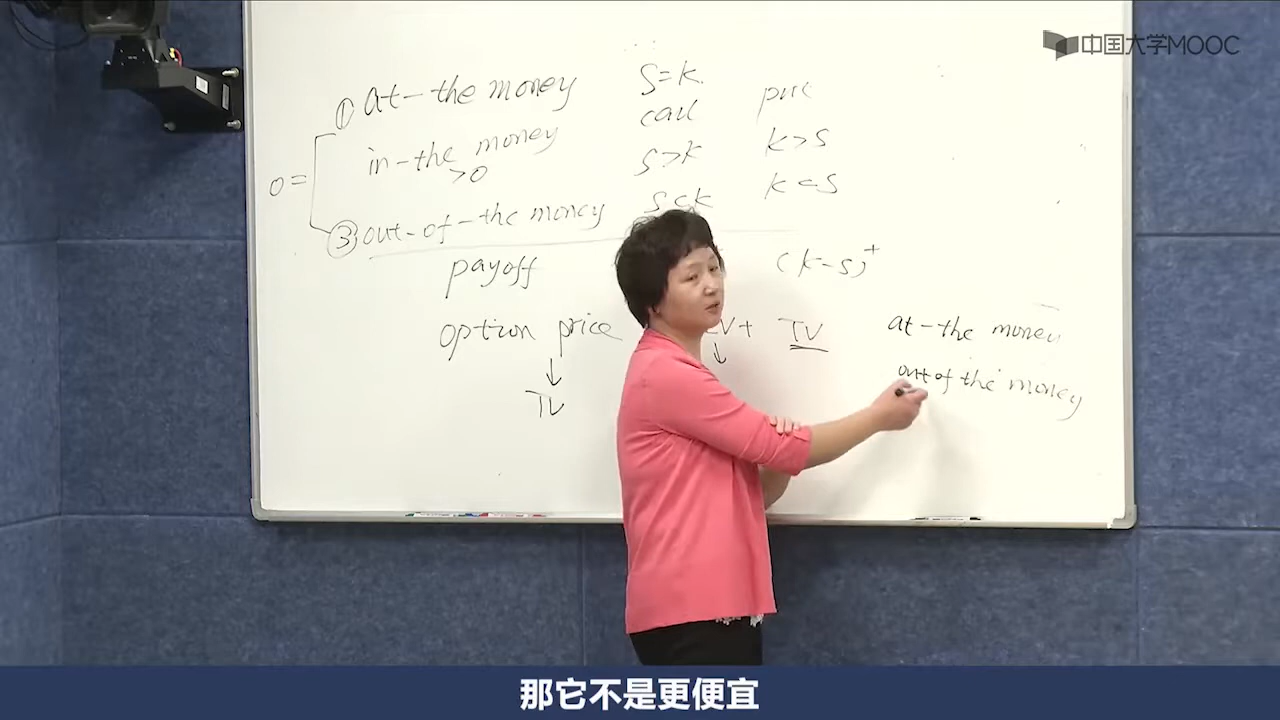 中国大学MOOC
① at-the money S=K.
call put
in-the money S>K K>S
>0
0=
③ out-of-the money S<K K<S
payoff (K-S)⁺
option price V+ TV at-the money
↓ ↓
TV out of the money
那它不是更便宜